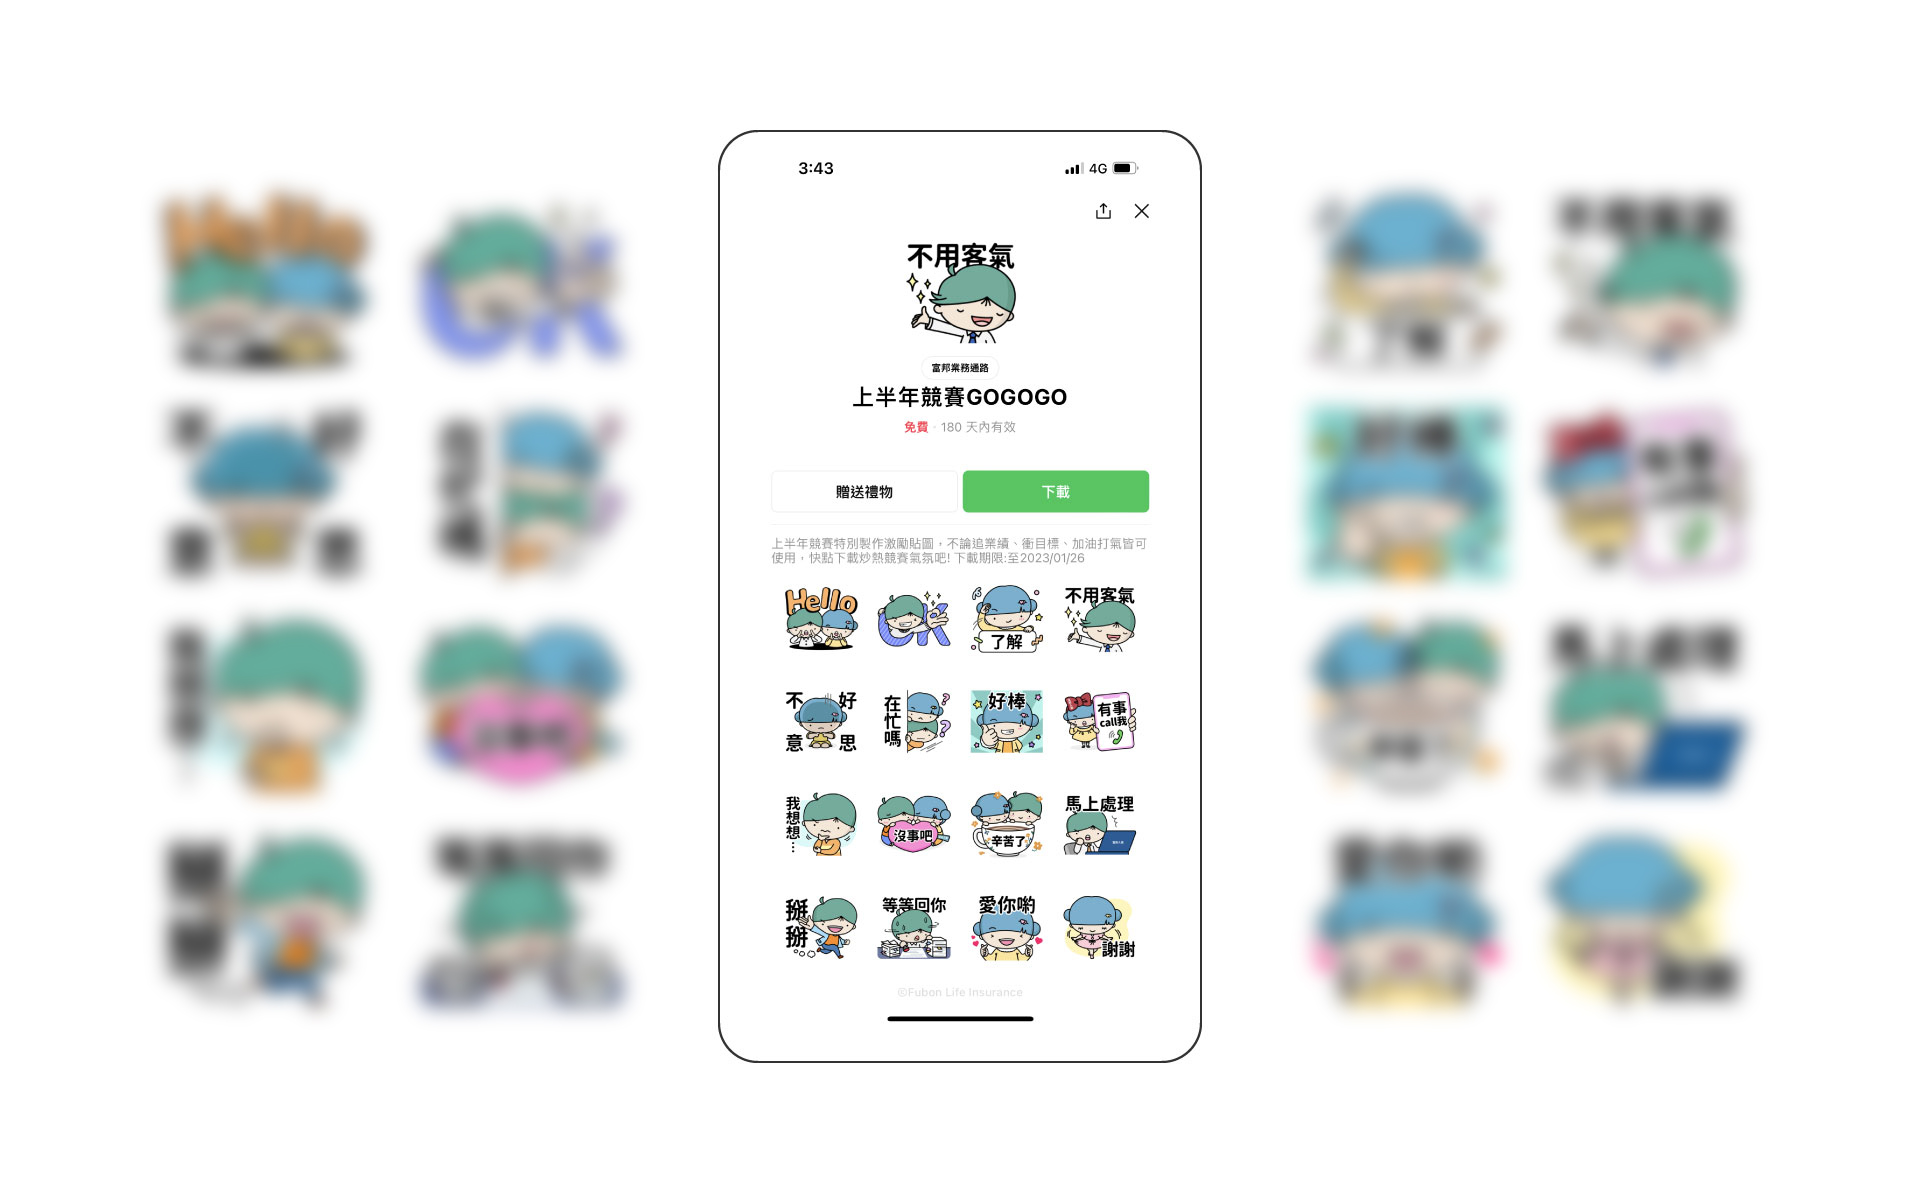 3:43
4G
不用客氣
富邦業務通路
上半年競賽GOGOGO
免費 · 180 天內有效
贈送禮物
下載
上半年競賽特別製作激勵貼圖，不論追業績、衝目標、加油打氣皆可
使用，快點下載炒熱競賽氣氛吧! 下載期限:至2023/01/26
Hello
OK
了解
不用客氣
不好意思
在忙嗎
好棒
有事
call我
我想想...
沒事吧
辛苦了
馬上處理
掰掰
等等回你
愛你喲
謝謝
©Fubon Life Insurance